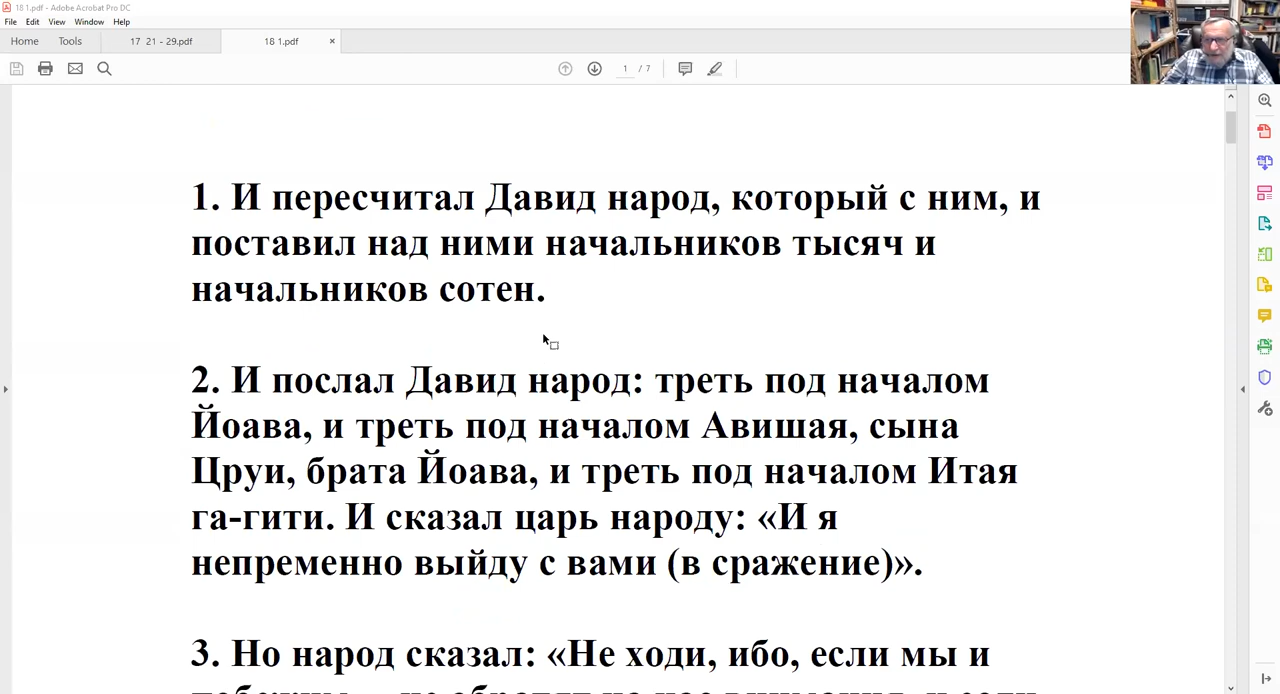 18 1.pdf - Adobe Acrobat Pro DC
File Edit View Window Help
Home Tools 17 21 - 29.pdf 18 1.pdf ×
1 / 7
1. И пересчитал Давид народ, который с ним, и
поставил над ними начальников тысяч и
начальников сотен.
2. И послал Давид народ: треть под началом
Йоава, и треть под началом Авишая, сына
Цруи, брата Йоава, и треть под началом Итая
га-гити. И сказал царь народу: «И я
непременно выйду с вами (в сражение)».
3. Но народ сказал: «Не ходи, ибо, если мы и